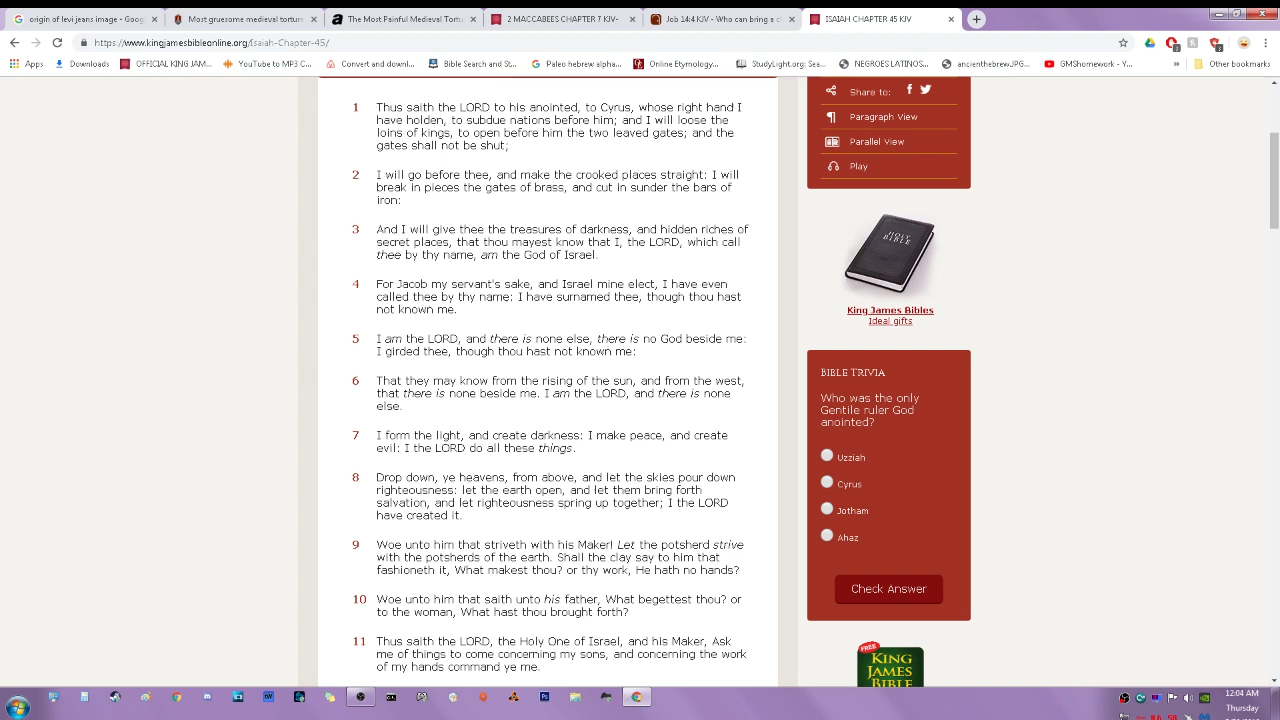 origin of levi jeans image - Goog
Most gruesome medieval tortur
The Most Painful Medieval Tortu
2 PETER CHAPTER 7 KJV
Job 14:4 KJV - Who can bring a c
ISAIAH CHAPTER 45 KJV
https://www.kingjamesbibleonline.org/Isaiah-Chapter-45/
Apps
Downloads
OFFICIAL KING JAM...
YouTube to MP3 C...
Convert and downl...
Bible Search and S...
Paleo hebrew alpha...
Online Etymology...
StudyLight.org: Sea...
NEGROES LATINOS...
ancienthebrewJPG...
GMShomework - Y...
Other bookmarks
1 Thus saith the LORD to his anointed, to Cyrus, whose right hand I
have holden, to subdue nations before him; and I will loose the
loins of kings, to open before him the two leaved gates; and the
gates shall not be shut;
2 I will go before thee, and make the crooked places straight: I will
break in pieces the gates of brass, and cut in sunder the bars of
iron:
3 And I will give thee the treasures of darkness, and hidden riches of
secret places, that thou mayest know that I, the LORD, which call
thee by thy name, am the God of Israel.
4 For Jacob my servant's sake, and Israel mine elect, I have even
called thee by thy name: I have surnamed thee, though thou hast
not known me.
5 I am the LORD, and there is none else, there is no God beside me:
I girded thee, though thou hast not known me:
6 That they may know from the rising of the sun, and from the west,
that there is none beside me. I am the LORD, and there is none
else.
7 I form the light, and create darkness: I make peace, and create
evil: I the LORD do all these things.
8 Drop down, ye heavens, from above, and let the skies pour down
righteousness: let the earth open, and let them bring forth
salvation, and let righteousness spring up together; I the LORD
have created it.
9 Woe unto him that striveth with his Maker! Let the potsherd strive
with the potsherds of the earth. Shall the clay say to him that
fashioneth it, What makest thou? or thy work, He hath no hands?
10 Woe unto him that saith unto his father, What begettest thou? or
to the woman, What hast thou brought forth?
11 Thus saith the LORD, the Holy One of Israel, and his Maker, Ask
me of things to come concerning my sons, and concerning the work
of my hands command ye me.
Share to:
Paragraph View
Parallel View
Play
HOLY
BIBLE
King James Bibles
Ideal gifts
BIBLE TRIVIA
Who was the only
Gentile ruler God
anointed?
Uzziah
Cyrus
Jotham
Ahaz
Check Answer
FREE
KING
JAMES
BIBLE
12:04 AM
Thursday